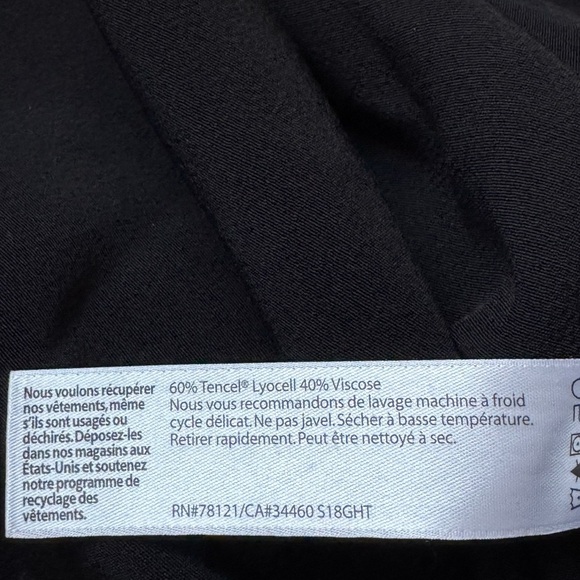 Nous voulons récupérer
nos vêtements, même
s'ils sont usagés ou
déchirés. Déposez-les
dans nos magasins aux
États-Unis et soutenez
notre programme de
recyclage des
vêtements.
60% Tencel® Lyocell 40% Viscose
Nous vous recommandons de lavage machine à froid
cycle délicat. Ne pas javel. Sécher à basse température.
Retirer rapidement. Peut être nettoyé à sec.
RN#78121/CA#34460 S18GHT